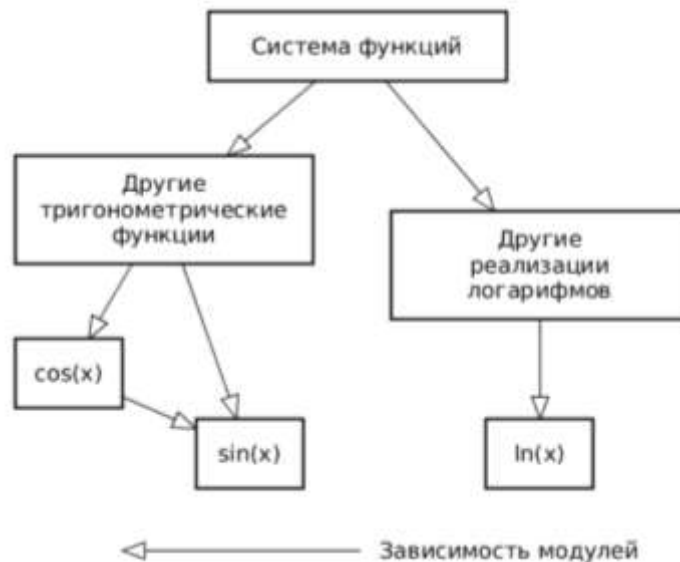 Система функций
Другие
тригонометрические
функции
Другие
реализации
логарифмов
cos(x)
sin(x)
ln(x)
Зависимость модулей